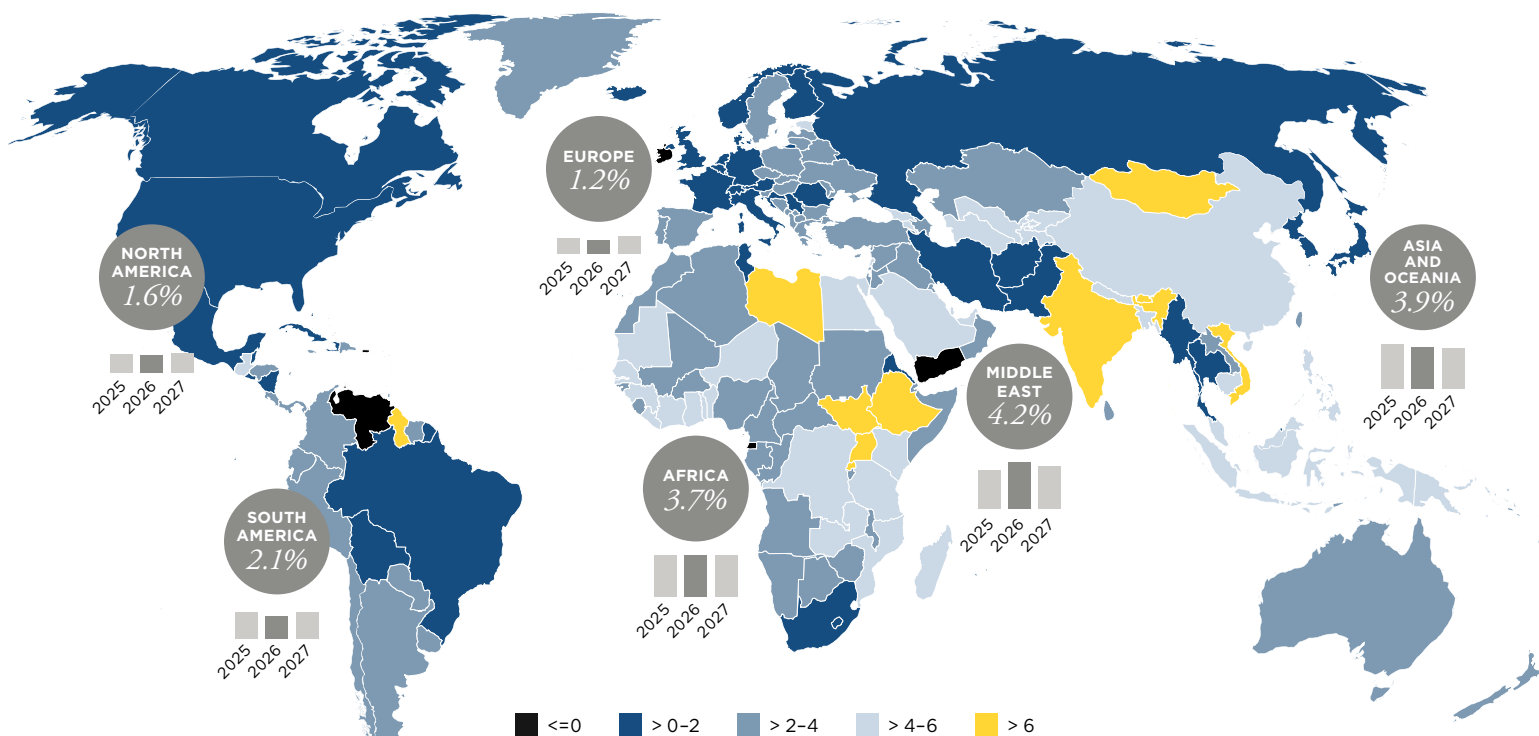 EUROPE
1.2%
2025
2026
2027
NORTH
AMERICA
1.6%
2025
2026
2027
ASIA
AND
OCEANIA
3.9%
2025
2026
2027
MIDDLE
EAST
4.2%
2025
2026
2027
AFRICA
3.7%
2025
2026
2027
SOUTH
AMERICA
2.1%
2025
2026
2027
<=0
> 0–2
> 2–4
> 4–6
> 6